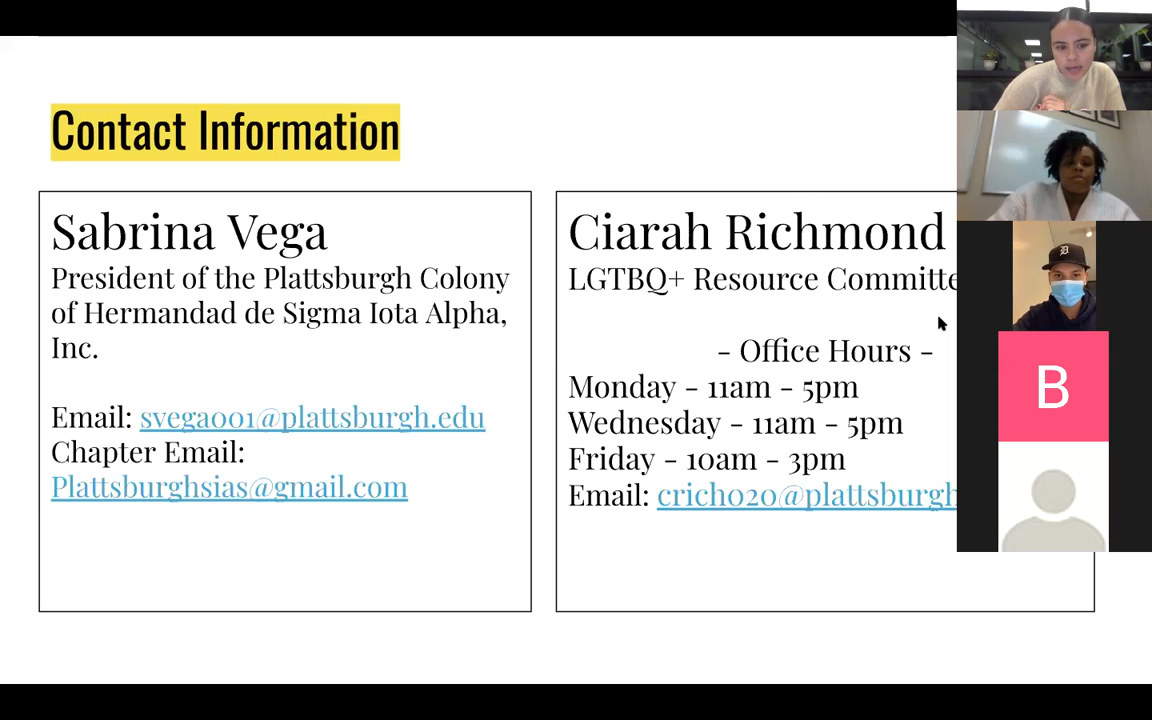 Contact Information
Sabrina Vega
President of the Plattsburgh Colony
of Hermandad de Sigma Iota Alpha,
Inc.
Email: svega001@plattsburgh.edu
Chapter Email:
Plattsburghsias@gmail.com
Ciarah Richmond
LGTBQ+ Resource Committe
- Office Hours -
Monday - 11am - 5pm
Wednesday - 11am - 5pm
Friday - 10am - 3pm
Email: crich020@plattsburgh
D
B